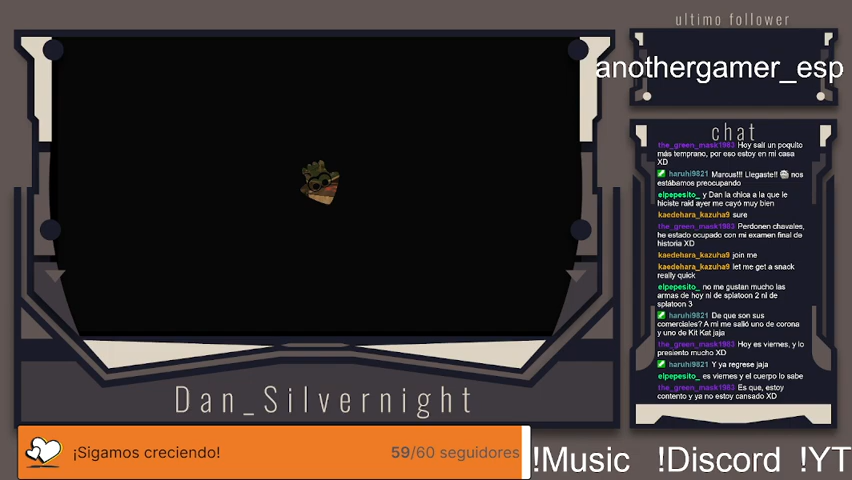 ultimo follower
anothergamer_esp
chat
the_green_mask1983 Hoy salí un poquito
más temprano, por eso estoy en mi casa
XD
haruhi9821 Marcus!!! Llegaste!! nos
estábamos preocupando
elpepesito_ y Dan la chica a la que le
hiciste raid ayer me cayó muy bien
kaedehara_kazuha9 sure
the_green_mask1983 Perdonen chavales,
he estado ocupado con mi examen final de
historia XD
kaedehara_kazuha9 join me
kaedehara_kazuha9 let me get a snack
really quick
elpepesito_ no me gustan mucho las
armas de hoy ni de splatoon 2 ni de
splatoon 3
haruhi9821 De que son sus
comerciales? A mi me salió uno de corona
y uno de Kit Kat jaja
the_green_mask1983 Hoy es viernes, y lo
presiento mucho XD
haruhi9821 Y ya regrese jaja
elpepesito_ es viernes y el cuerpo lo sabe
the_green_mask1983 Es que, estoy
contento y ya no estoy cansado XD
Dan_Silvernight
¡Sigamos creciendo! 59/60 seguidores
!Music !Discord !YT